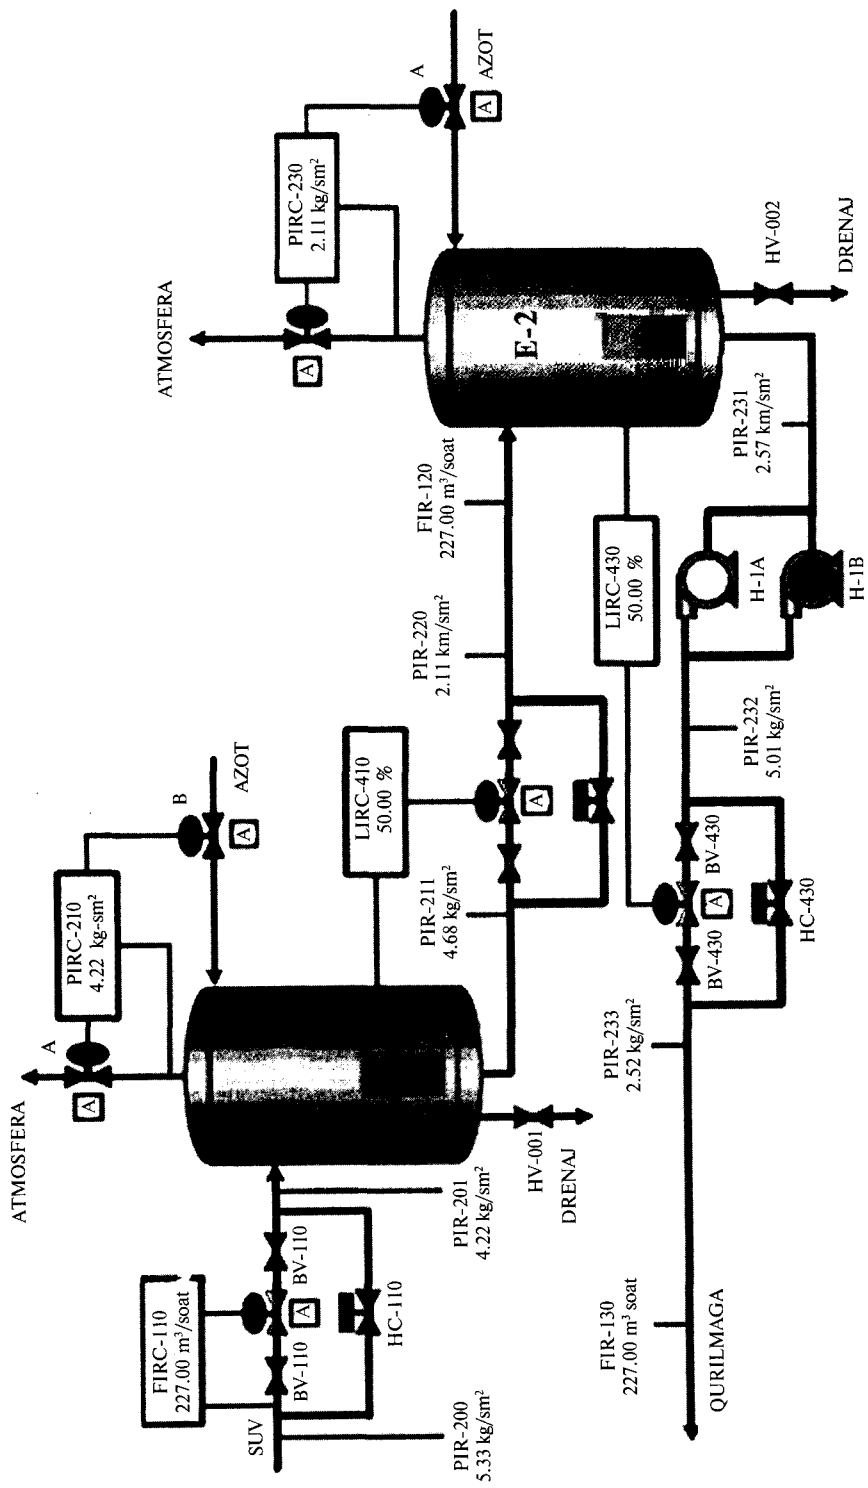 ATMOSFERA
A
A
PIRC-210
4.22 kg-sm²
B
A
AZOT
FIRC-110
227.00 m³/soat
SUV
BV-110
A
BV-110
HC-110
PIR-200
5.33 kg/sm²
PIR-201
4.22 kg/sm²
HV-001
DRENAJ
LIRC-410
50.00 %
PIR-211
4.68 kg/sm²
A
PIR-220
2.11 km/sm²
FIR-120
227.00 m³/soat
ATMOSFERA
A
PIRC-230
2.11 kg/sm²
A
A
AZOT
E-2
HV-002
DRENAJ
LIRC-430
50.00 %
PIR-231
2.57 km/sm²
H-1A
H-1B
PIR-232
5.01 kg/sm²
BV-430
A
BV-430
HC-430
PIR-233
2.52 kg/sm²
FIR-130
227.00 m³ soat
QURILMAGA